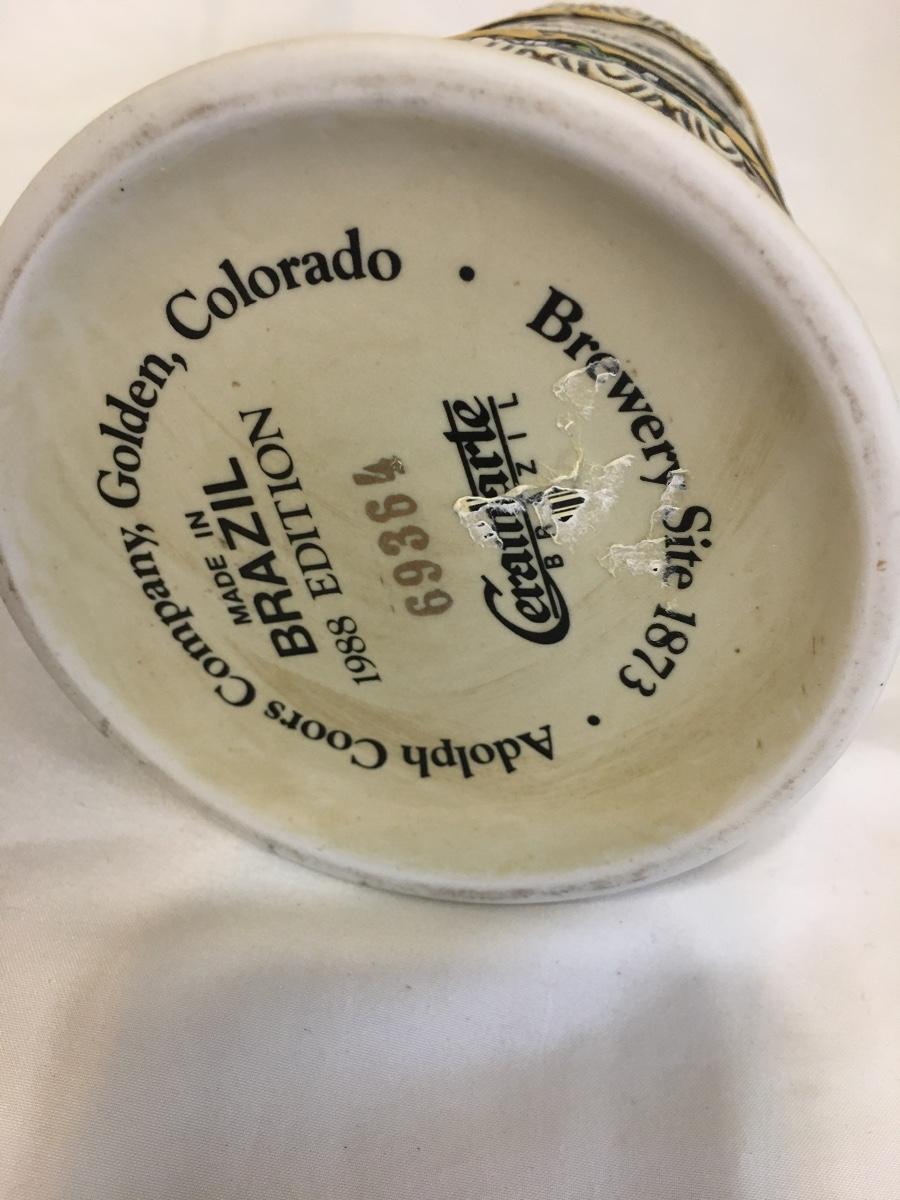 Brewery Site 1873 • Adolph Coors Company, Golden, Colorado •
Ceramarte
BRAZIL
69364
1988 EDITION
BRAZIL
MADE IN